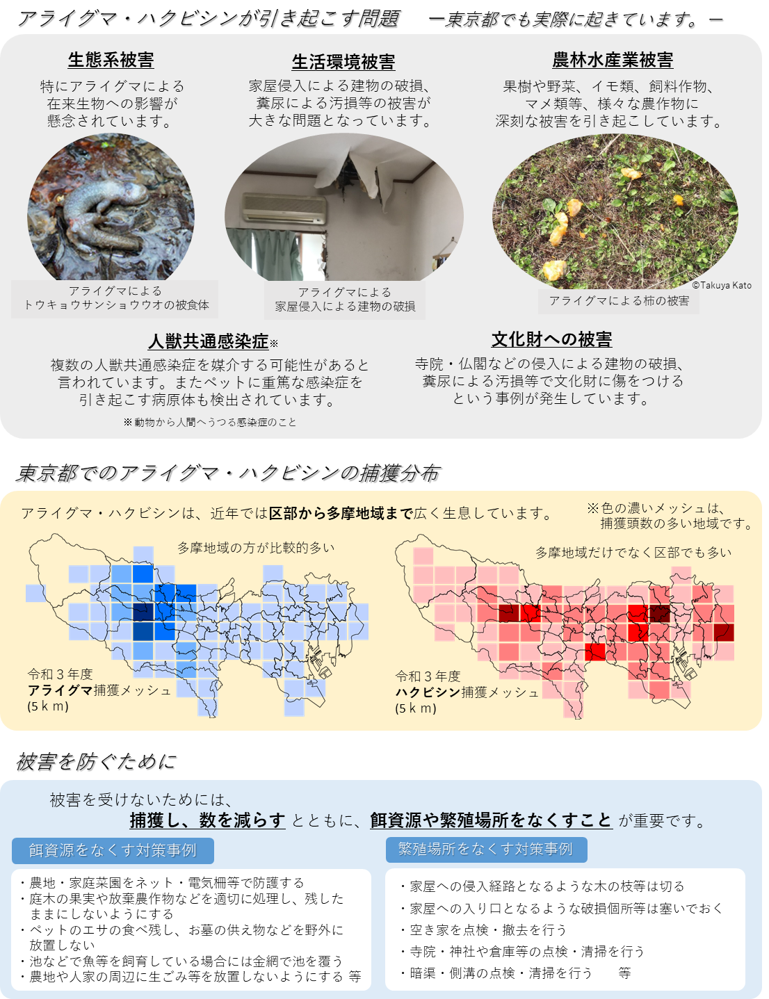 アライグマ・ハクビシンが引き起こす問題　－東京都でも実際に起きています。－
生態系被害
特にアライグマによる
在来生物への影響が
懸念されています。
アライグマによる
トウキョウサンショウウオの被食体
生活環境被害
家屋侵入による建物の破損、
糞尿による汚損等の被害が
大きな問題となっています。
アライグマによる
家屋侵入による建物の破損
農林水産業被害
果樹や野菜、イモ類、飼料作物、
マメ類等、様々な農作物に
深刻な被害を引き起こしています。
©Takuya Kato
アライグマによる柿の被害
人獣共通感染症※
複数の人獣共通感染症を媒介する可能性があると
言われています。またペットに重篤な感染症を
引き起こす病原体も検出されています。
※動物から人間へうつる感染症のこと
文化財への被害
寺院・仏閣などの侵入による建物の破損、
糞尿による汚損等で文化財に傷をつける
という事例が発生しています。
東京都でのアライグマ・ハクビシンの捕獲分布
アライグマ・ハクビシンは、近年では区部から多摩地域まで広く生息しています。
※色の濃いメッシュは、
捕獲頭数の多い地域です。
多摩地域の方が比較的多い
令和３年度
アライグマ捕獲メッシュ
(5ｋｍ)
多摩地域だけでなく区部でも多い
令和３年度
ハクビシン捕獲メッシュ
(5ｋｍ)
被害を防ぐために
被害を受けないためには、
捕獲し、数を減らす とともに、餌資源や繁殖場所をなくすこと が重要です。
餌資源をなくす対策事例
・農地・家庭菜園をネット・電気柵等で防護する
・庭木の果実や放棄農作物などを適切に処理し、残した
ままにしないようにする
・ペットのエサの食べ残し、お墓の供え物などを野外に
放置しない
・池などで魚等を飼育している場合には金網で池を覆う
・農地や人家の周辺に生ごみ等を放置しないようにする 等
繁殖場所をなくす対策事例
・家屋への侵入経路となるような木の枝等は切る
・家屋への入り口となるような破損個所等は塞いでおく
・空き家を点検・撤去を行う
・寺院・神社や倉庫等の点検・清掃を行う
・暗渠・側溝の点検・清掃を行う　　等